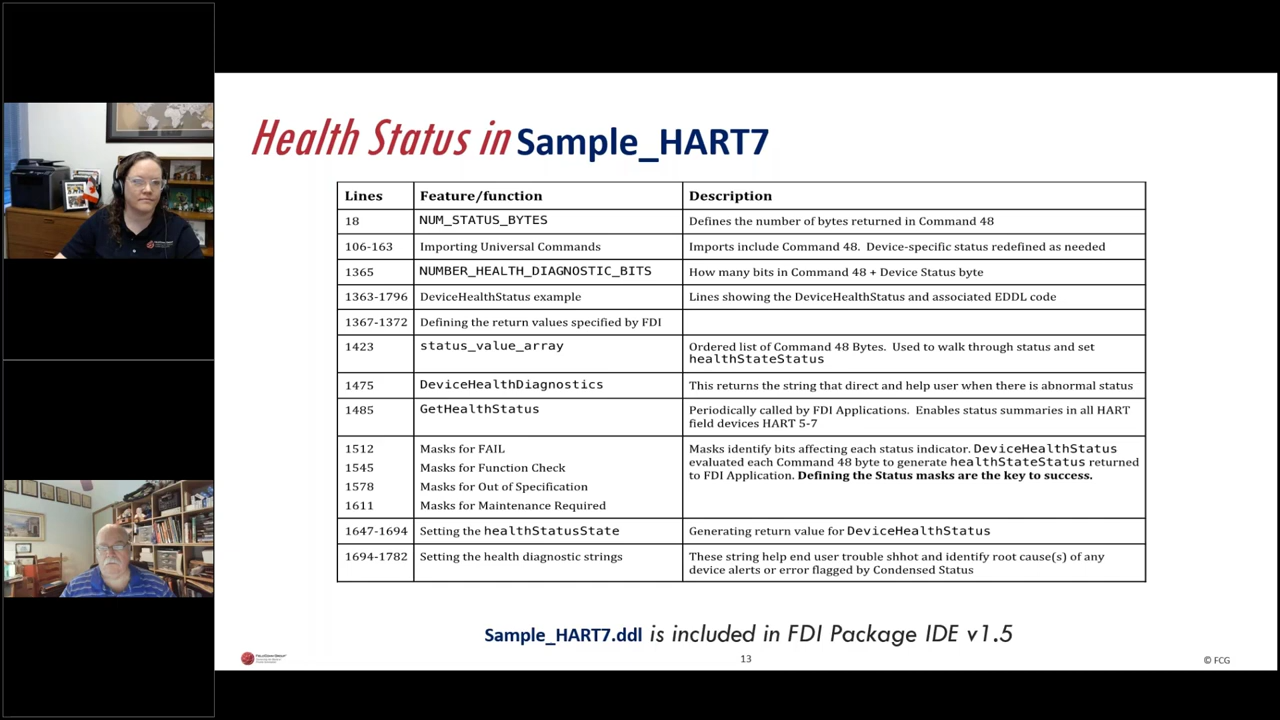 Health Status in Sample_HART7
Lines Feature/function Description
18 NUM_STATUS_BYTES Defines the number of bytes returned in Command 48
106-163 Importing Universal Commands Imports include Command 48. Device-specific status redefined as needed
1365 NUMBER_HEALTH_DIAGNOSTIC_BITS How many bits in Command 48 + Device Status byte
1363-1796 DeviceHealthStatus example Lines showing the DeviceHealthStatus and associated EDDL code
1367-1372 Defining the return values specified by FDI
1423 status_value_array Ordered list of Command 48 Bytes. Used to walk through status and set
healthStateStatus
1475 DeviceHealthDiagnostics This returns the string that direct and help user when there is abnormal status
1485 GetHealthStatus Periodically called by FDI Applications. Enables status summaries in all HART
field devices HART 5-7
1512 Masks for FAIL Masks identify bits affecting each status indicator. DeviceHealthStatus
1545 Masks for Function Check evaluated each Command 48 byte to generate healthStateStatus returned
to FDI Application. Defining the Status masks are the key to success.
1578 Masks for Out of Specification
1611 Masks for Maintenance Required
1647-1694 Setting the healthStatusState Generating return value for DeviceHealthStatus
1694-1782 Setting the health diagnostic strings These string help end user trouble shhot and identify root cause(s) of any
device alerts or error flagged by Condensed Status
Sample_HART7.ddl is included in FDI Package IDE v1.5
13
© FCG